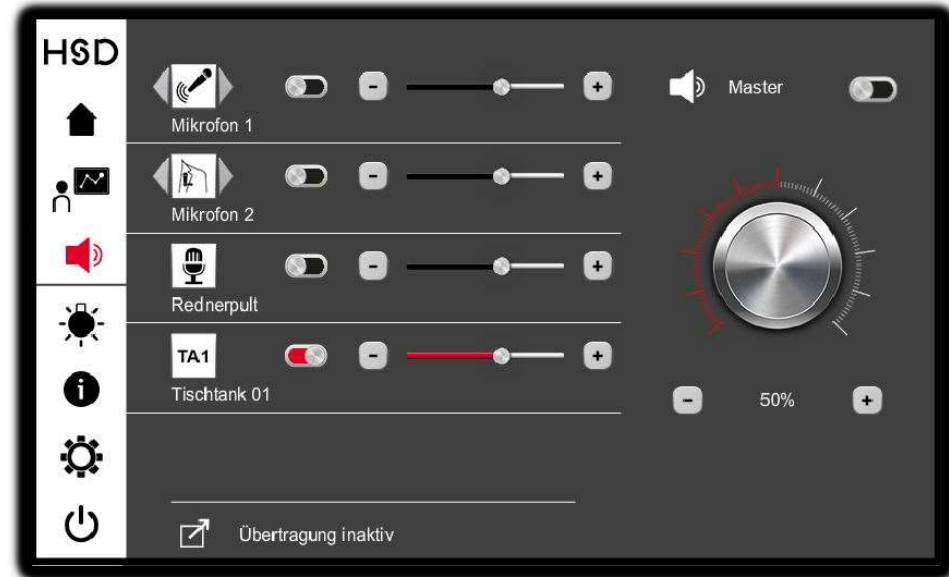 HSD
Mikrofon 1
Master
Mikrofon 2
Rednerpult
TA1
Tischtank 01
50%
Übertragung inaktiv